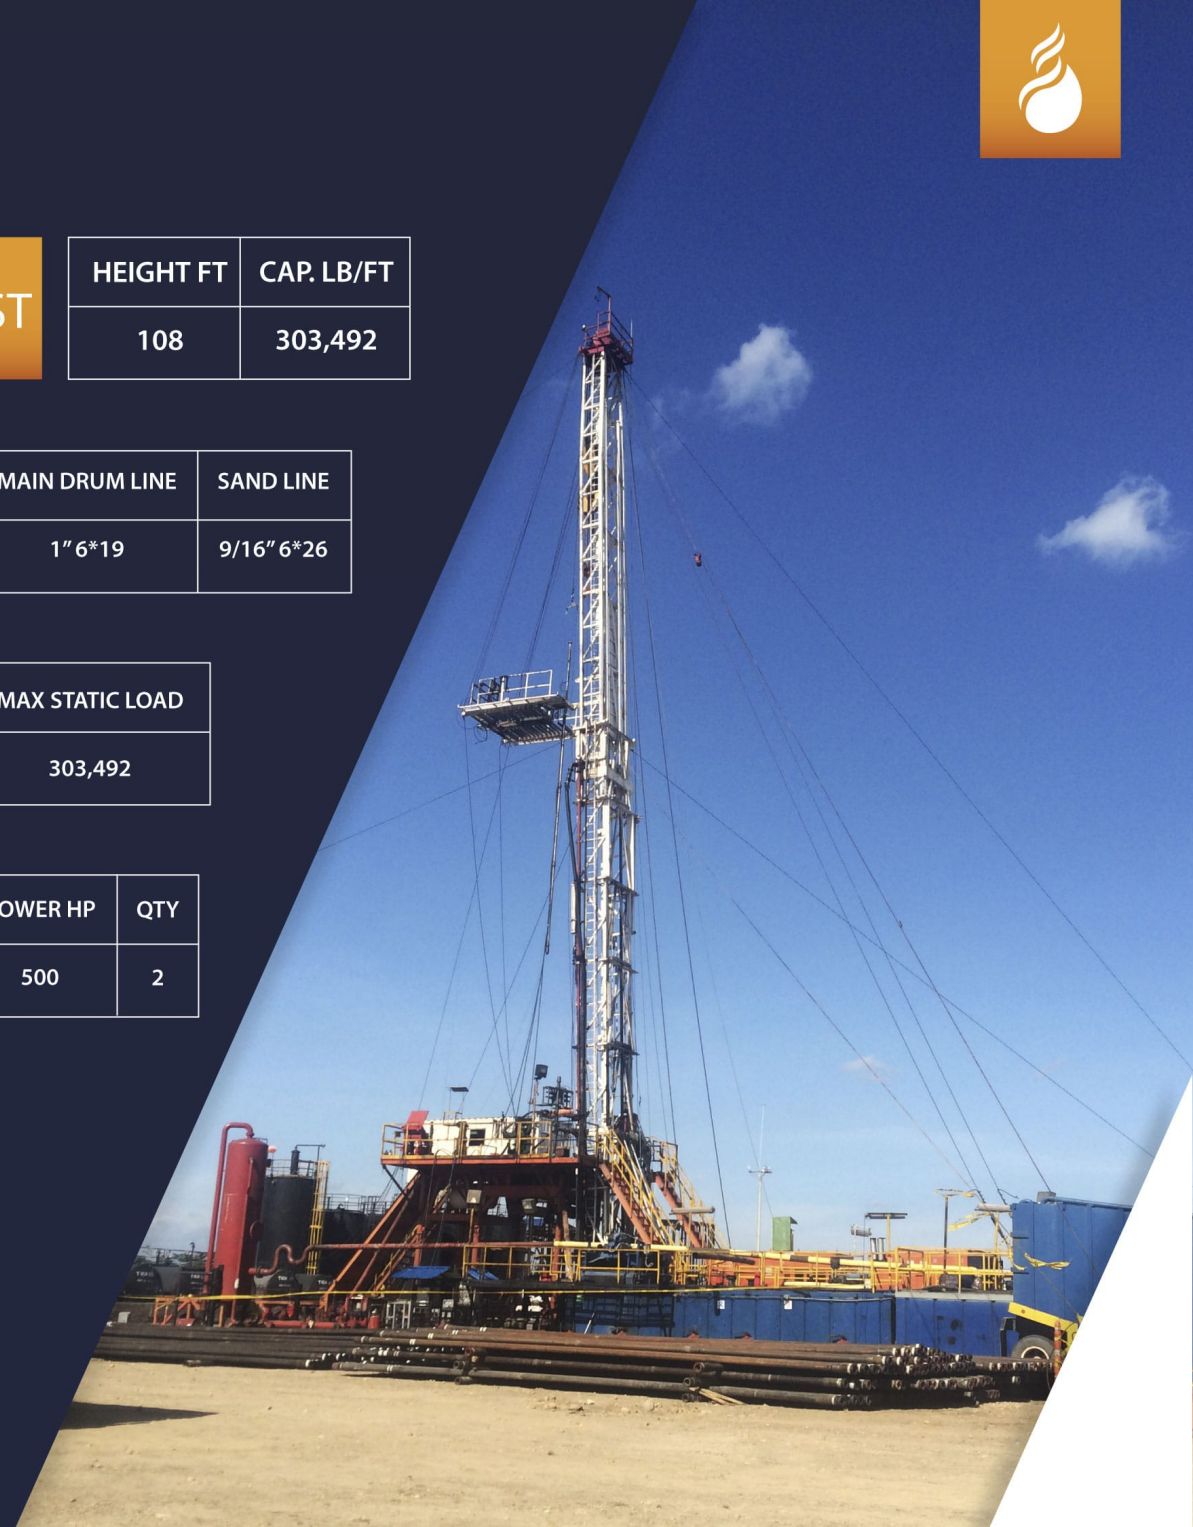 ST
HEIGHT FT CAP. LB/FT
108 303,492
MAIN DRUM LINE SAND LINE
1" 6*19 9/16" 6*26
MAX STATIC LOAD
303,492
OWER HP QTY
500 2